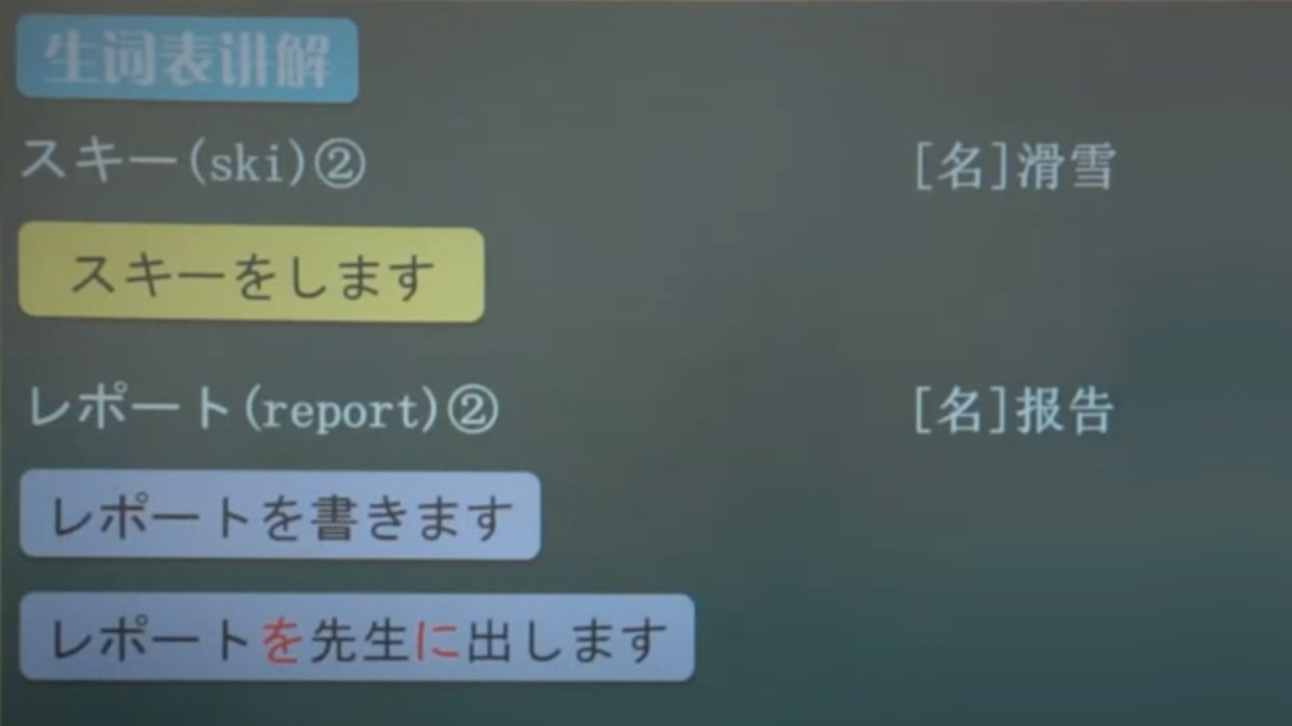 生词表讲解
スキー(ski)② [名]滑雪
スキーをします
レポート(report)② [名]报告
レポートを書きます
レポートを先生に出します